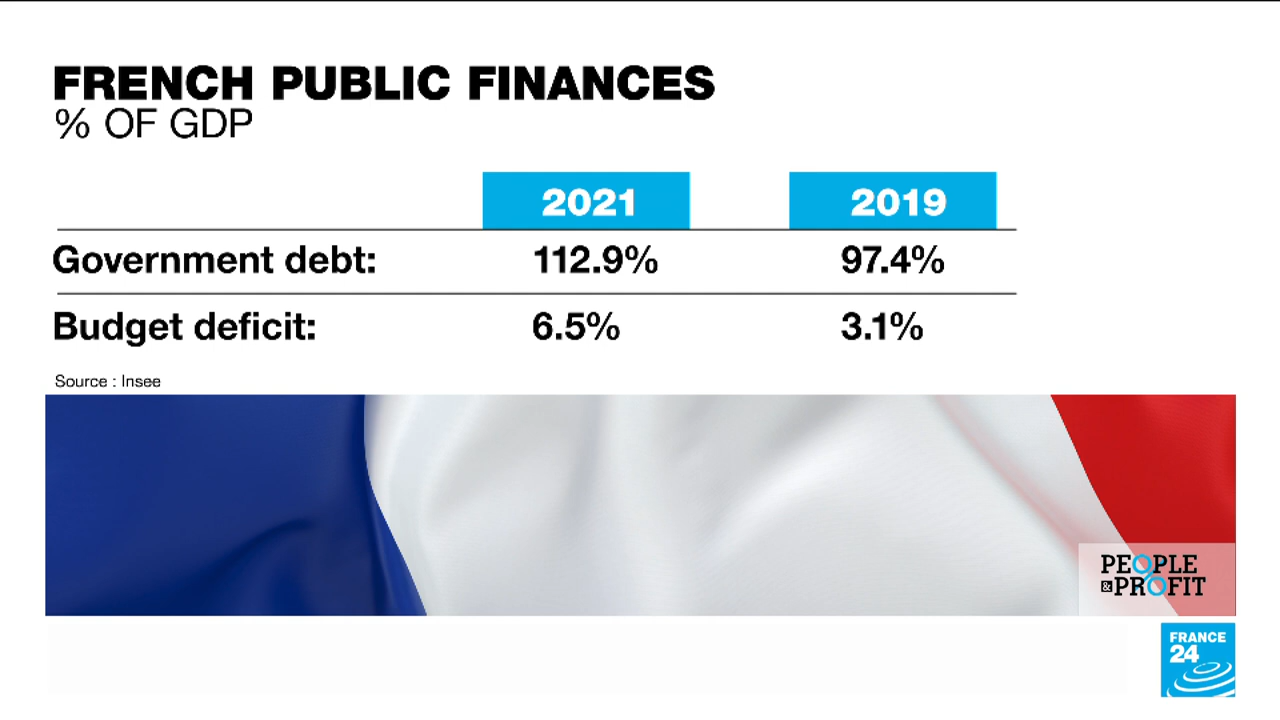 FRENCH PUBLIC FINANCES
% OF GDP
2021 2019
Government debt: 112.9% 97.4%
Budget deficit: 6.5% 3.1%
Source : Insee
PEOPLE
&PROFIT
FRANCE
24